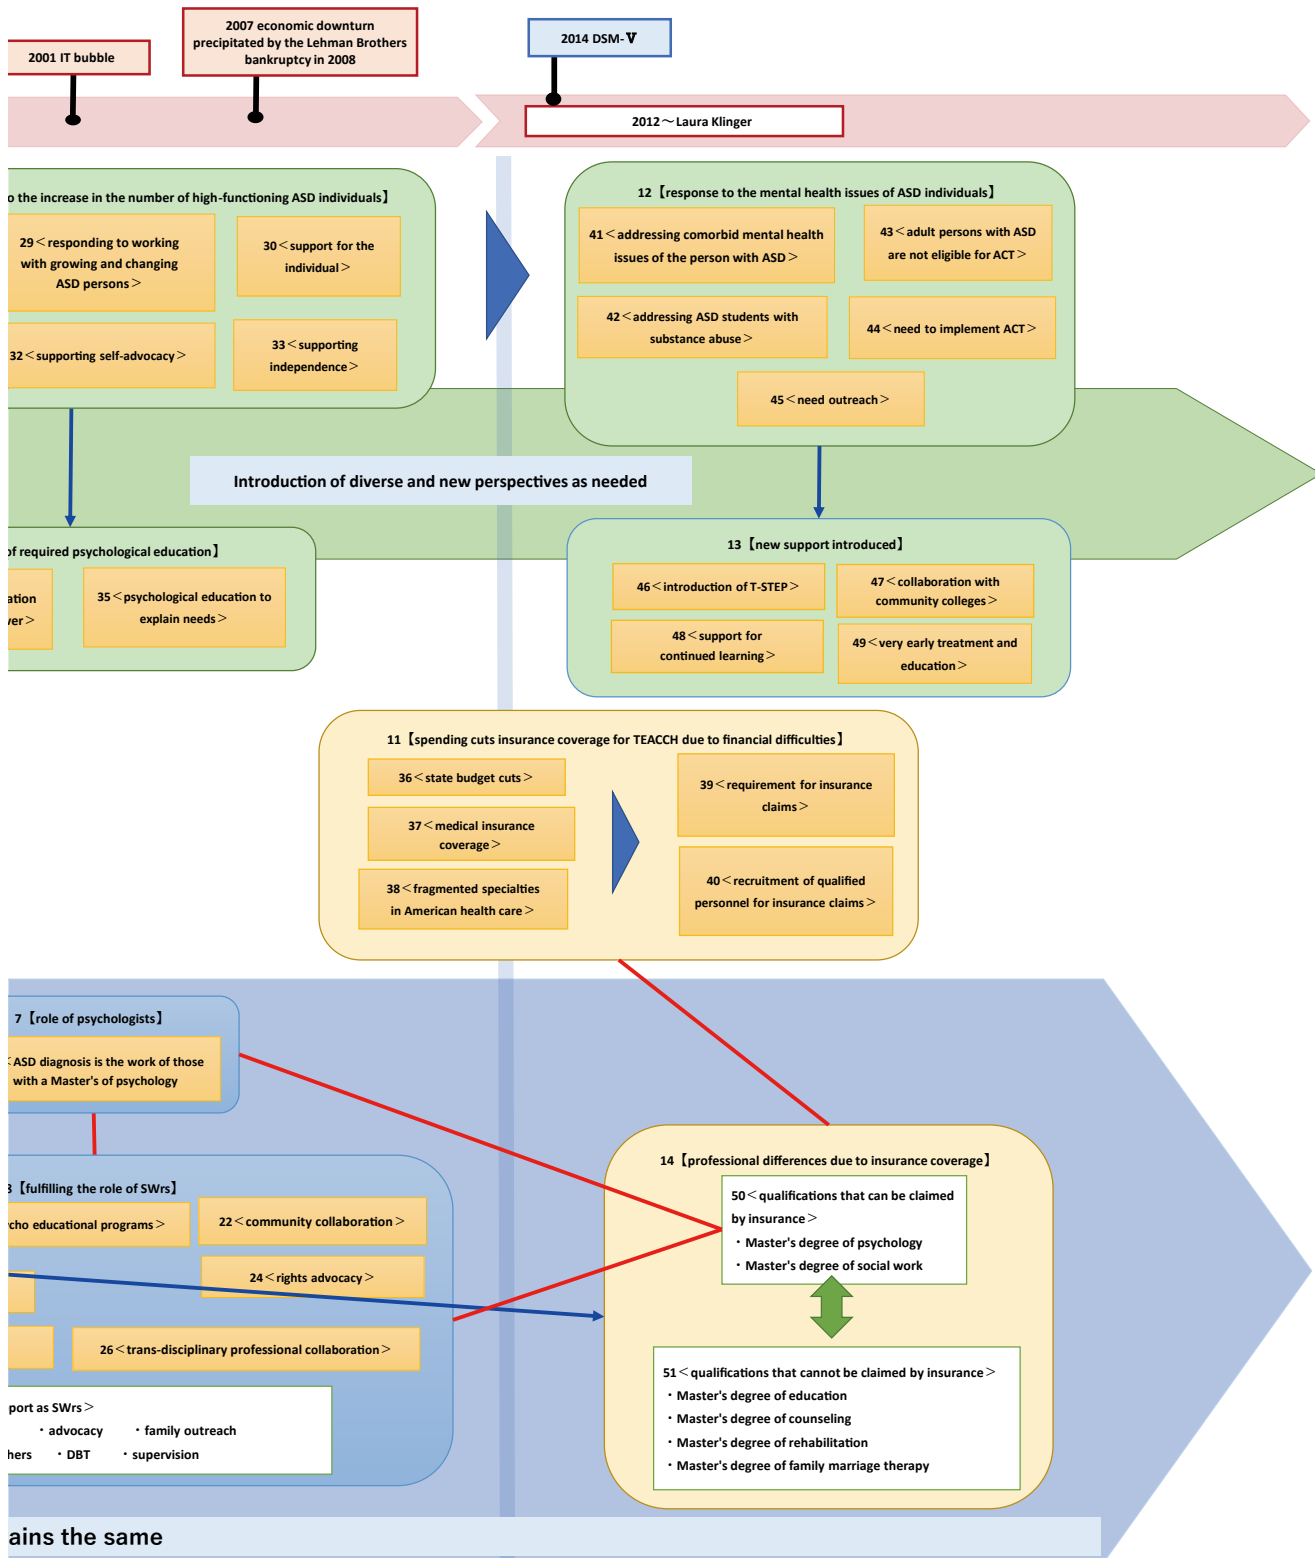 2001 IT bubble
2007 economic downturn
precipitated by the Lehman Brothers
bankruptcy in 2008
2014 DSM-Ⅴ
2012～Laura Klinger
o the increase in the number of high-functioning ASD individuals】
29＜responding to working
with growing and changing
ASD persons＞
30＜support for the
individual＞
32＜supporting self-advocacy＞
33＜supporting
independence＞
12【response to the mental health issues of ASD individuals】
41＜addressing comorbid mental health
issues of the person with ASD＞
43＜adult persons with ASD
are not eligible for ACT＞
42＜addressing ASD students with
substance abuse＞
44＜need to implement ACT＞
45＜need outreach＞
Introduction of diverse and new perspectives as needed
of required psychological education】
ation
ver＞
35＜psychological education to
explain needs＞
13【new support introduced】
46＜introduction of T-STEP＞
47＜collaboration with
community colleges＞
48＜support for
continued learning＞
49＜very early treatment and
education＞
11【spending cuts insurance coverage for TEACCH due to financial difficulties】
36＜state budget cuts＞
37＜medical insurance
coverage＞
38＜fragmented specialties
in American health care＞
39＜requirement for insurance
claims＞
40＜recruitment of qualified
personnel for insurance claims＞
7【role of psychologists】
＜ASD diagnosis is the work of those
with a Master's of psychology
8【fulfilling the role of SWrs】
cho educational programs＞
22＜community collaboration＞
24＜rights advocacy＞
26＜trans-disciplinary professional collaboration＞
port as SWrs＞
・advocacy ・family outreach
hers ・DBT ・supervision
14【professional differences due to insurance coverage】
50＜qualifications that can be claimed
by insurance＞
・Master's degree of psychology
・Master's degree of social work
51＜qualifications that cannot be claimed by insurance＞
・Master's degree of education
・Master's degree of counseling
・Master's degree of rehabilitation
・Master's degree of family marriage therapy
ains the same